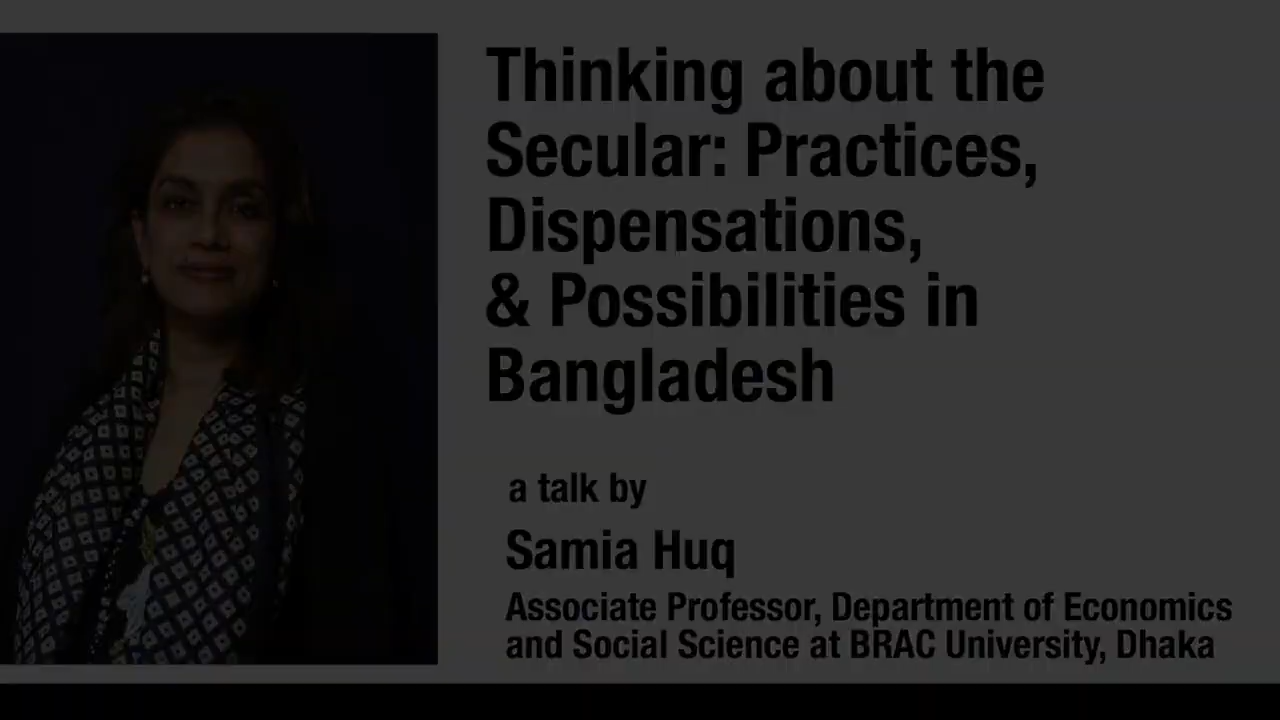 Thinking about the
Secular: Practices,
Dispensations,
& Possibilities in
Bangladesh
a talk by
Samia Huq
Associate Professor, Department of Economics
and Social Science at BRAC University, Dhaka